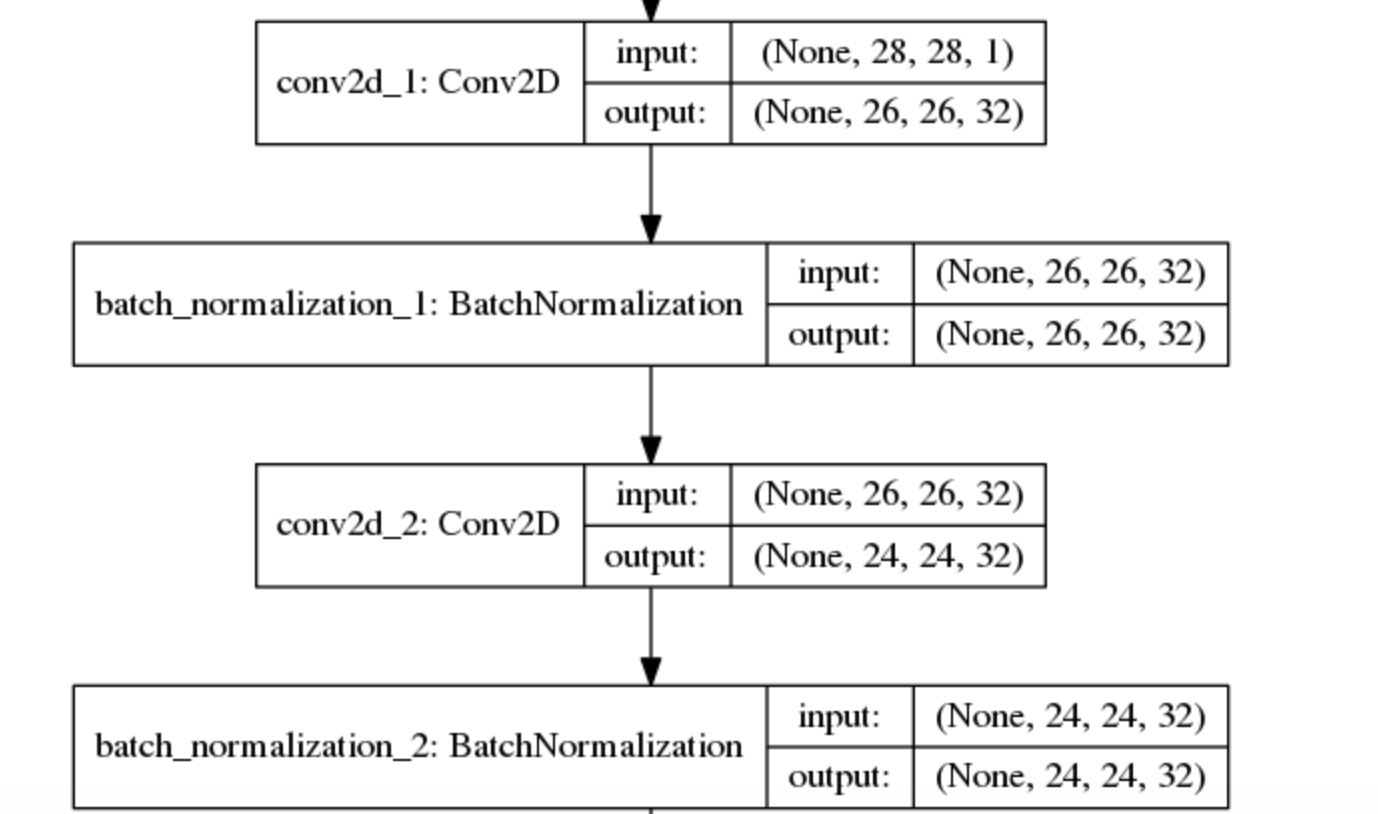 conv2d_1: Conv2D
input: (None, 28, 28, 1)
output: (None, 26, 26, 32)
batch_normalization_1: BatchNormalization
input: (None, 26, 26, 32)
output: (None, 26, 26, 32)
conv2d_2: Conv2D
input: (None, 26, 26, 32)
output: (None, 24, 24, 32)
batch_normalization_2: BatchNormalization
input: (None, 24, 24, 32)
output: (None, 24, 24, 32)